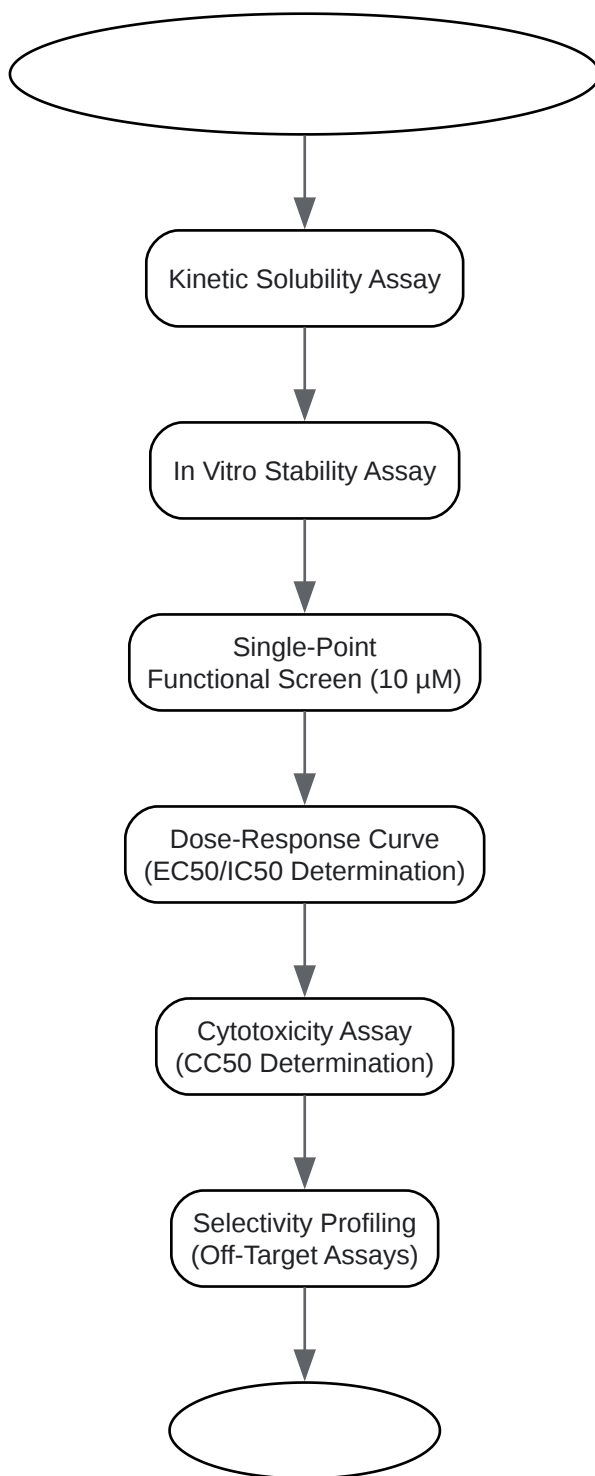 Kinetic Solubility Assay
In Vitro Stability Assay
Single-Point
Functional Screen (10 µM)
Dose-Response Curve
(EC50/IC50 Determination)
Cytotoxicity Assay
(CC50 Determination)
Selectivity Profiling
(Off-Target Assays)